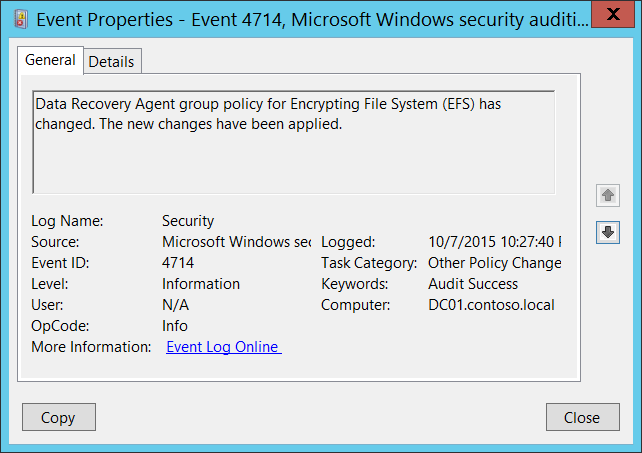 Event Properties - Event 4714, Microsoft Windows security auditi...
General Details
Data Recovery Agent group policy for Encrypting File System (EFS) has
changed. The new changes have been applied.
Log Name: Security
Source: Microsoft Windows sec Logged: 10/7/2015 10:27:40
Event ID: 4714 Task Category: Other Policy Change
Level: Information Keywords: Audit Success
User: N/A Computer: DC01.contoso.local
OpCode: Info
More Information: Event Log Online
Copy Close